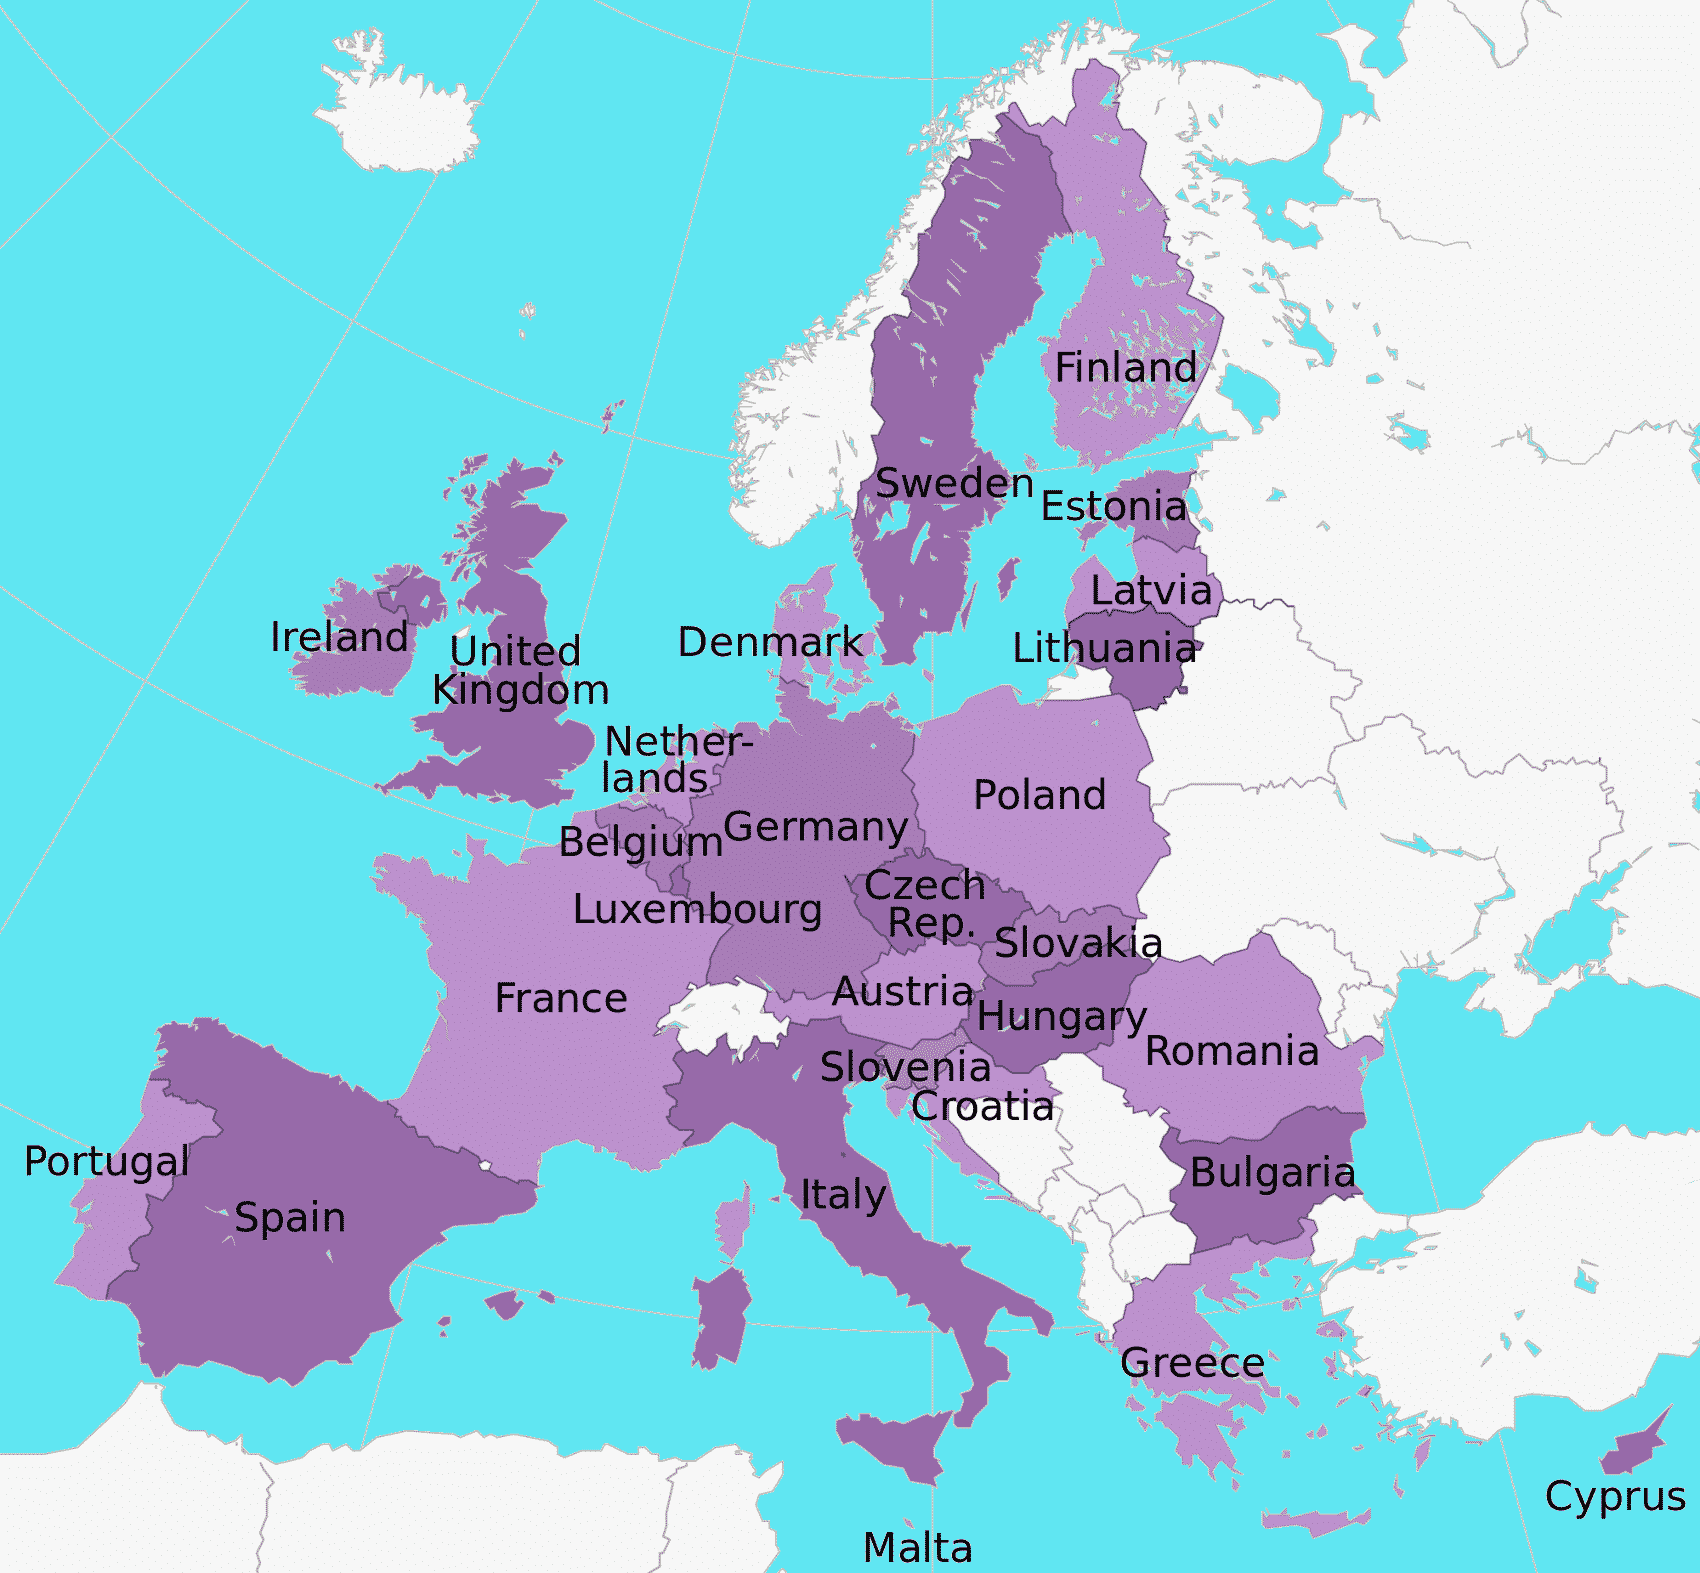 Finland
Sweden
Estonia
Latvia
Ireland
United
Kingdom
Denmark
Lithuania
Nether-
lands
Poland
Belgium
Germany
Czech
Rep.
Luxembourg
Slovakia
France
Austria
Hungary
Romania
Slovenia
Croatia
Portugal
Spain
Italy
Bulgaria
Greece
Cyprus
Malta